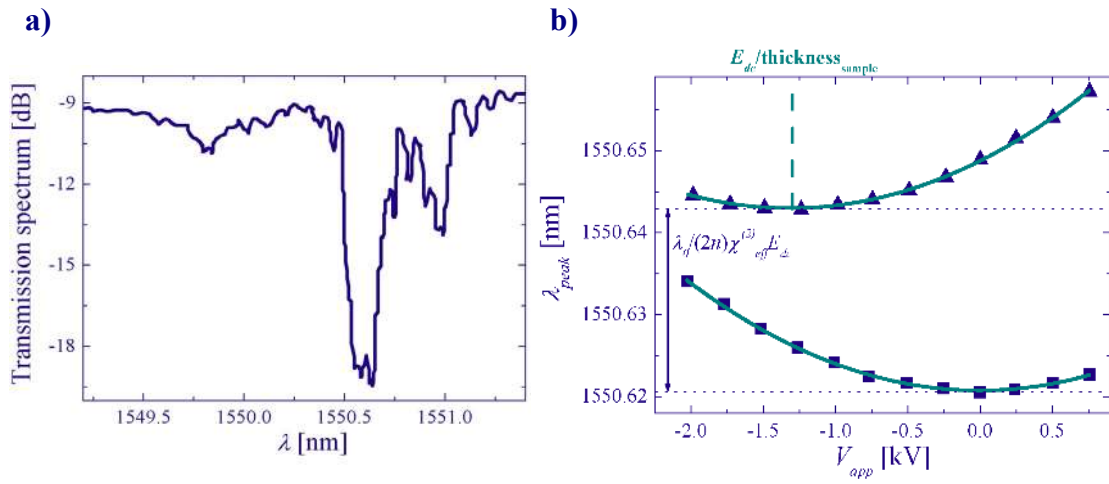 a)
b)
E_dc/thickness_sample
-9
-12
-15
-18
Transmission spectrum [dB]
1549.5 1550.0 1550.5 1551.0
λ [nm]
1550.65
1550.64
1550.63
1550.62
λ_peak [nm]
λ_r/(2n)χ^(3)_eff E_dc
-2.0 -1.5 -1.0 -0.5 0.0 0.5
V_app [kV]